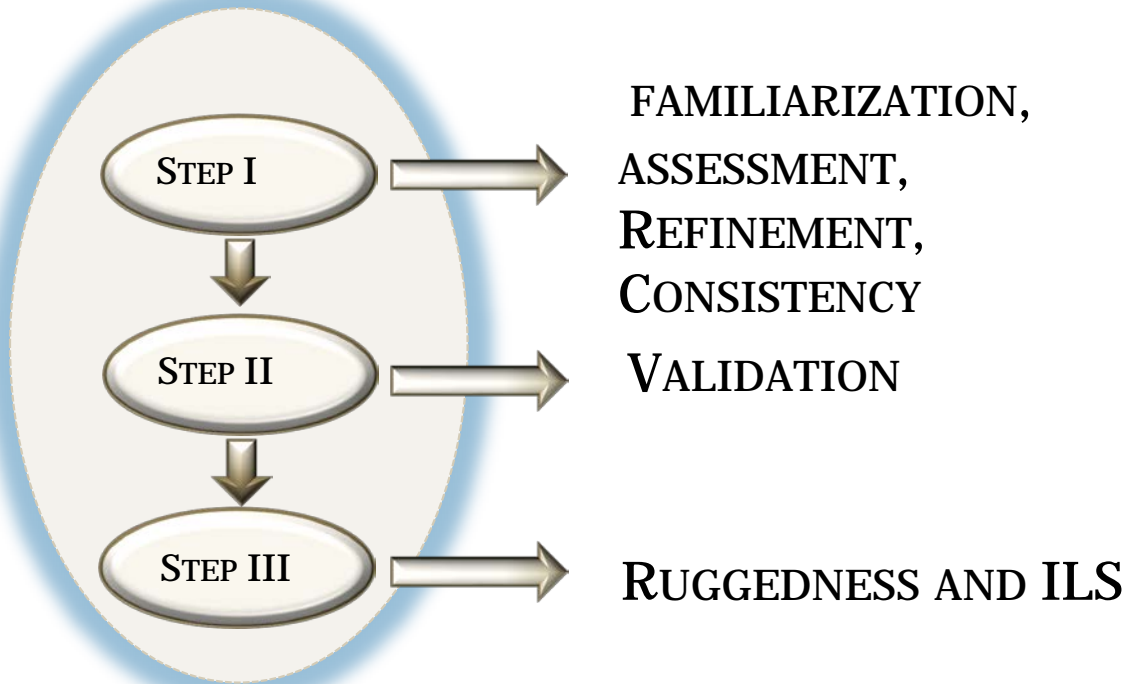 STEP I
FAMILIARIZATION,
ASSESSMENT,
REFINEMENT,
CONSISTENCY
STEP II
VALIDATION
STEP III
RUGGEDNESS AND ILS